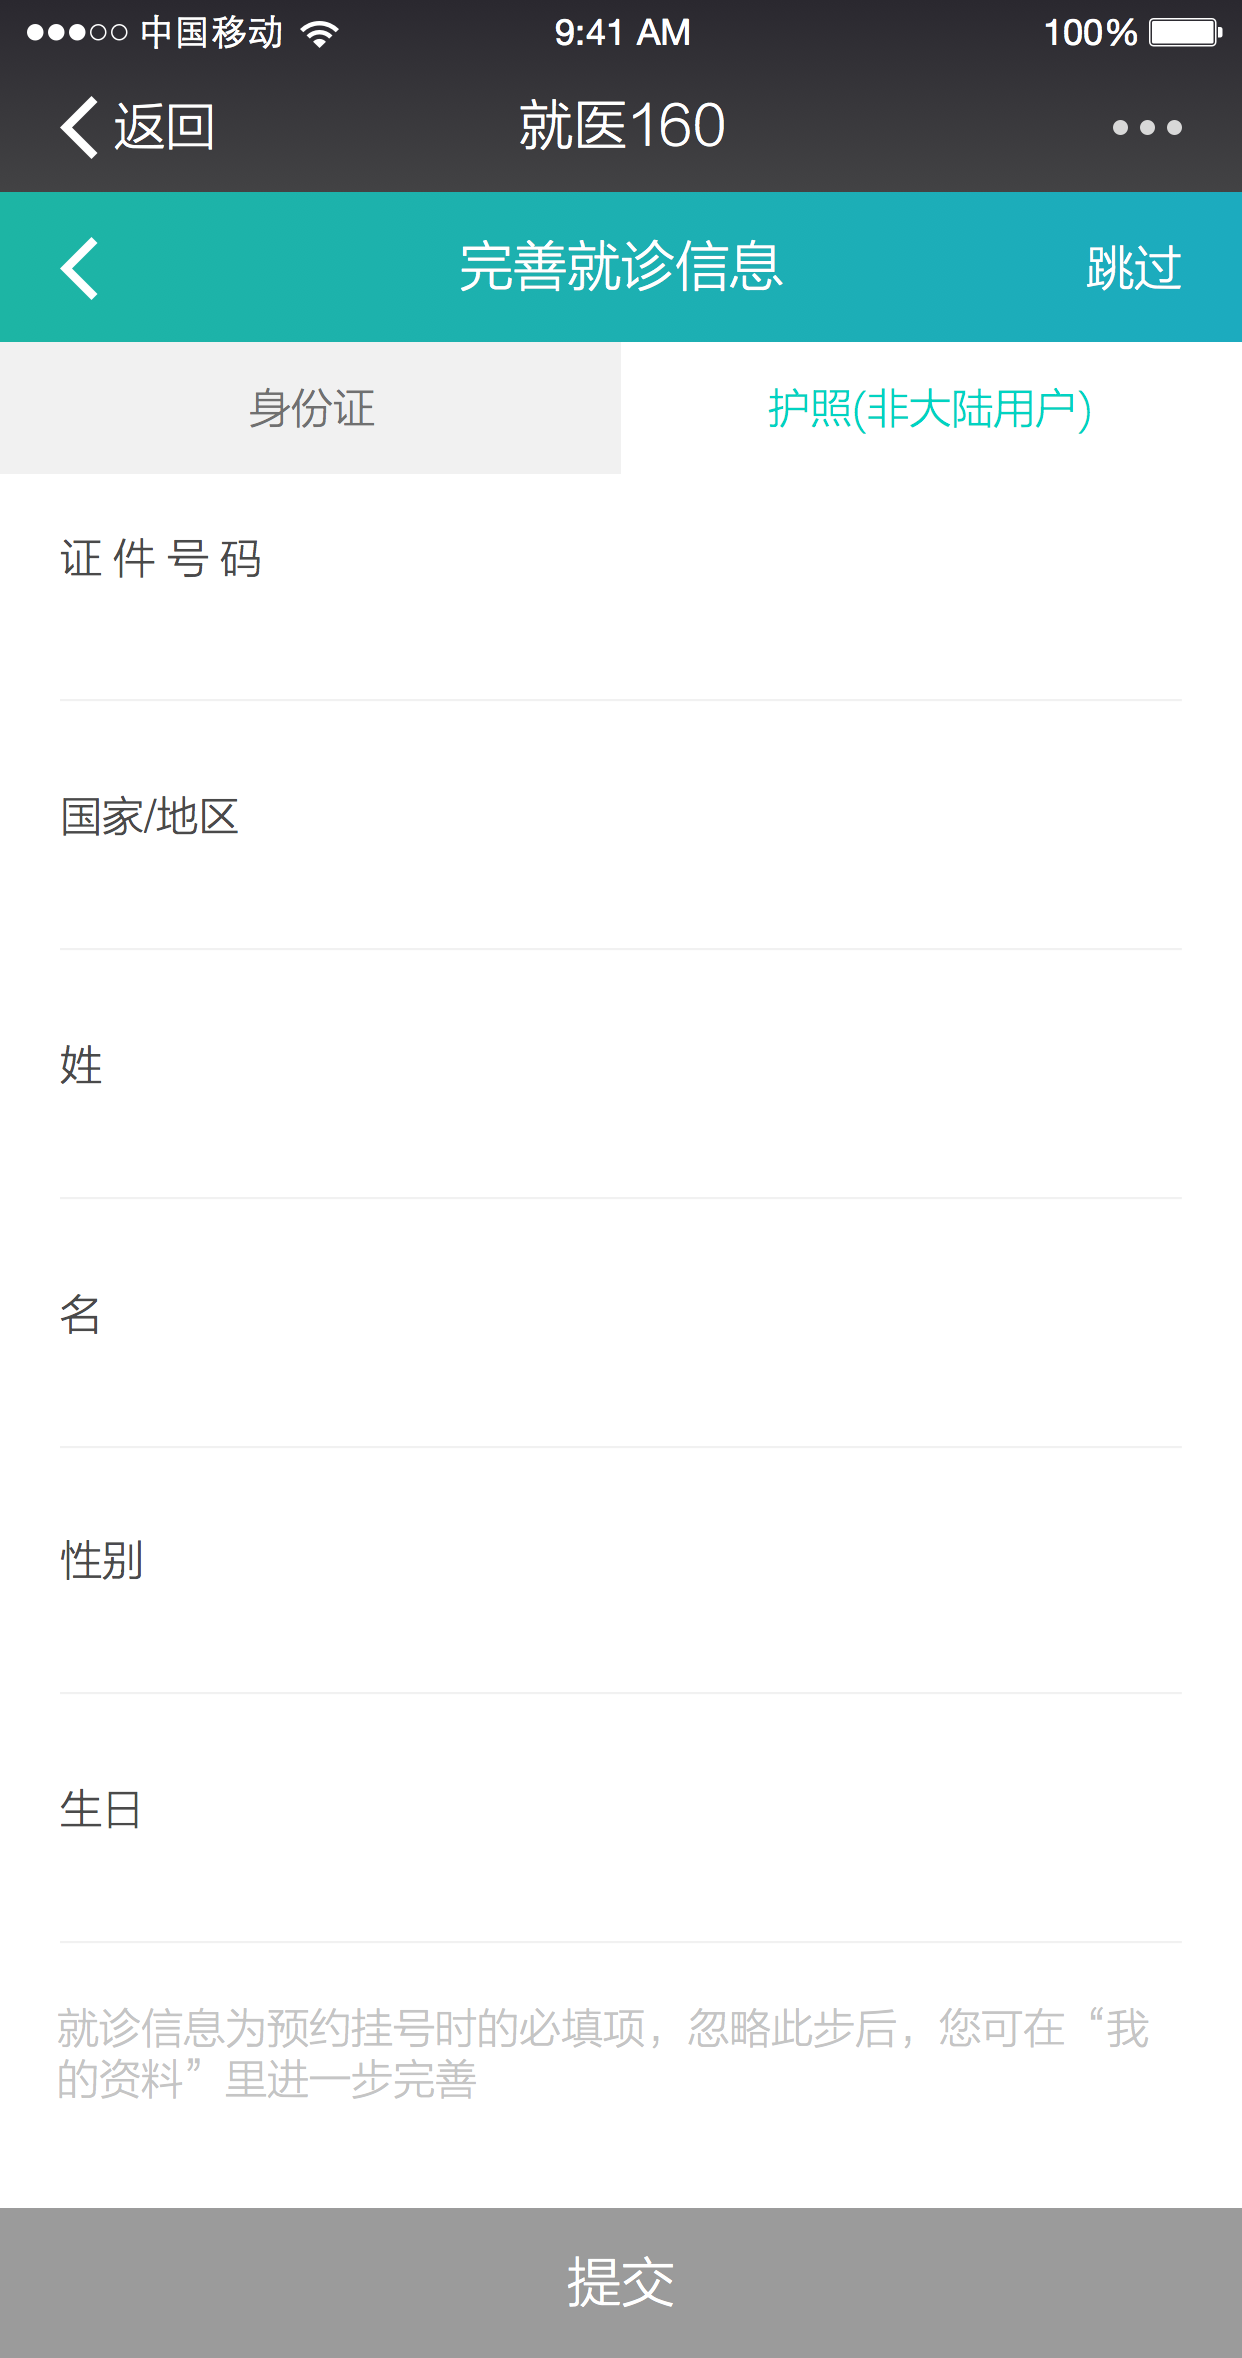 中国移动 9:41 AM 100%
返回 就医160
完善就诊信息 跳过
身份证 护照(非大陆用户)
证件号码
国家/地区
姓
名
性别
生日
就诊信息为预约挂号时的必填项，忽略此步后，您可在“我
的资料”里进一步完善
提交